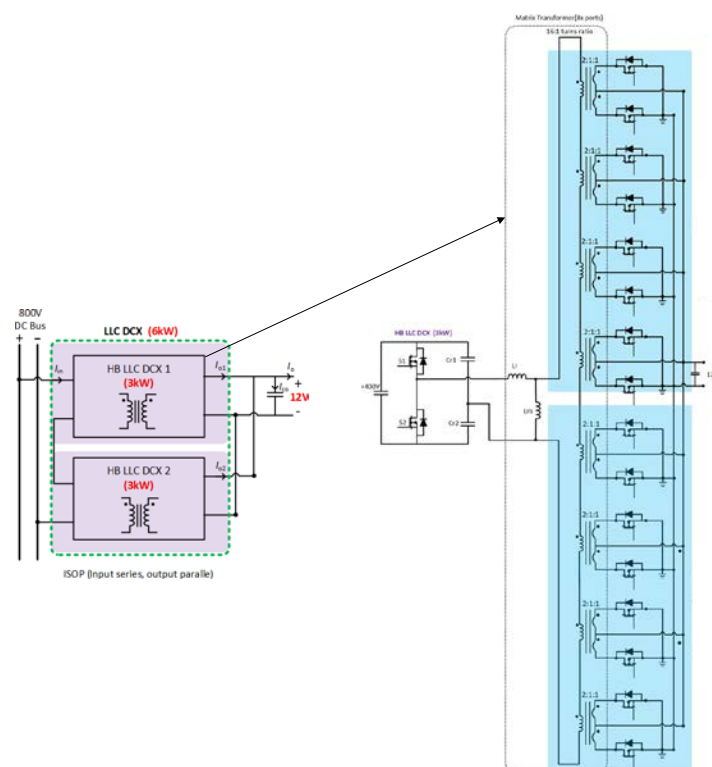 Matrix Transformer(8x ports)
16:1 turns ratio
2:1:1
2:1:1
2:1:1
2:1:1
2:1:1
2:1:1
2:1:1
2:1:1
800V
DC Bus
+ -
LLC DCX (6kW)
HB LLC DCX 1
(3kW)
HB LLC DCX 2
(3kW)
Iin
Io1
Io
Ico
+
12V
-
Io2
ISOP (Input series, output paralle)
HB LLC DCX (3kW)
S1
S2
Cr1
Cr2
Lr
Lm
+800V
12